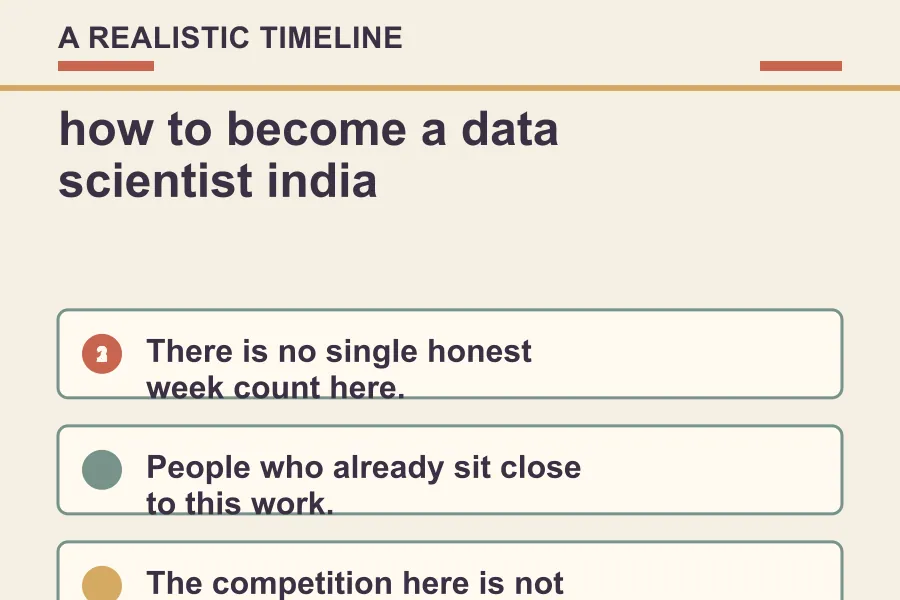 A REALISTIC TIMELINE
how to become a data
scientist india
There is no single honest
week count here.
People who already sit close
to this work.
The competition here is not